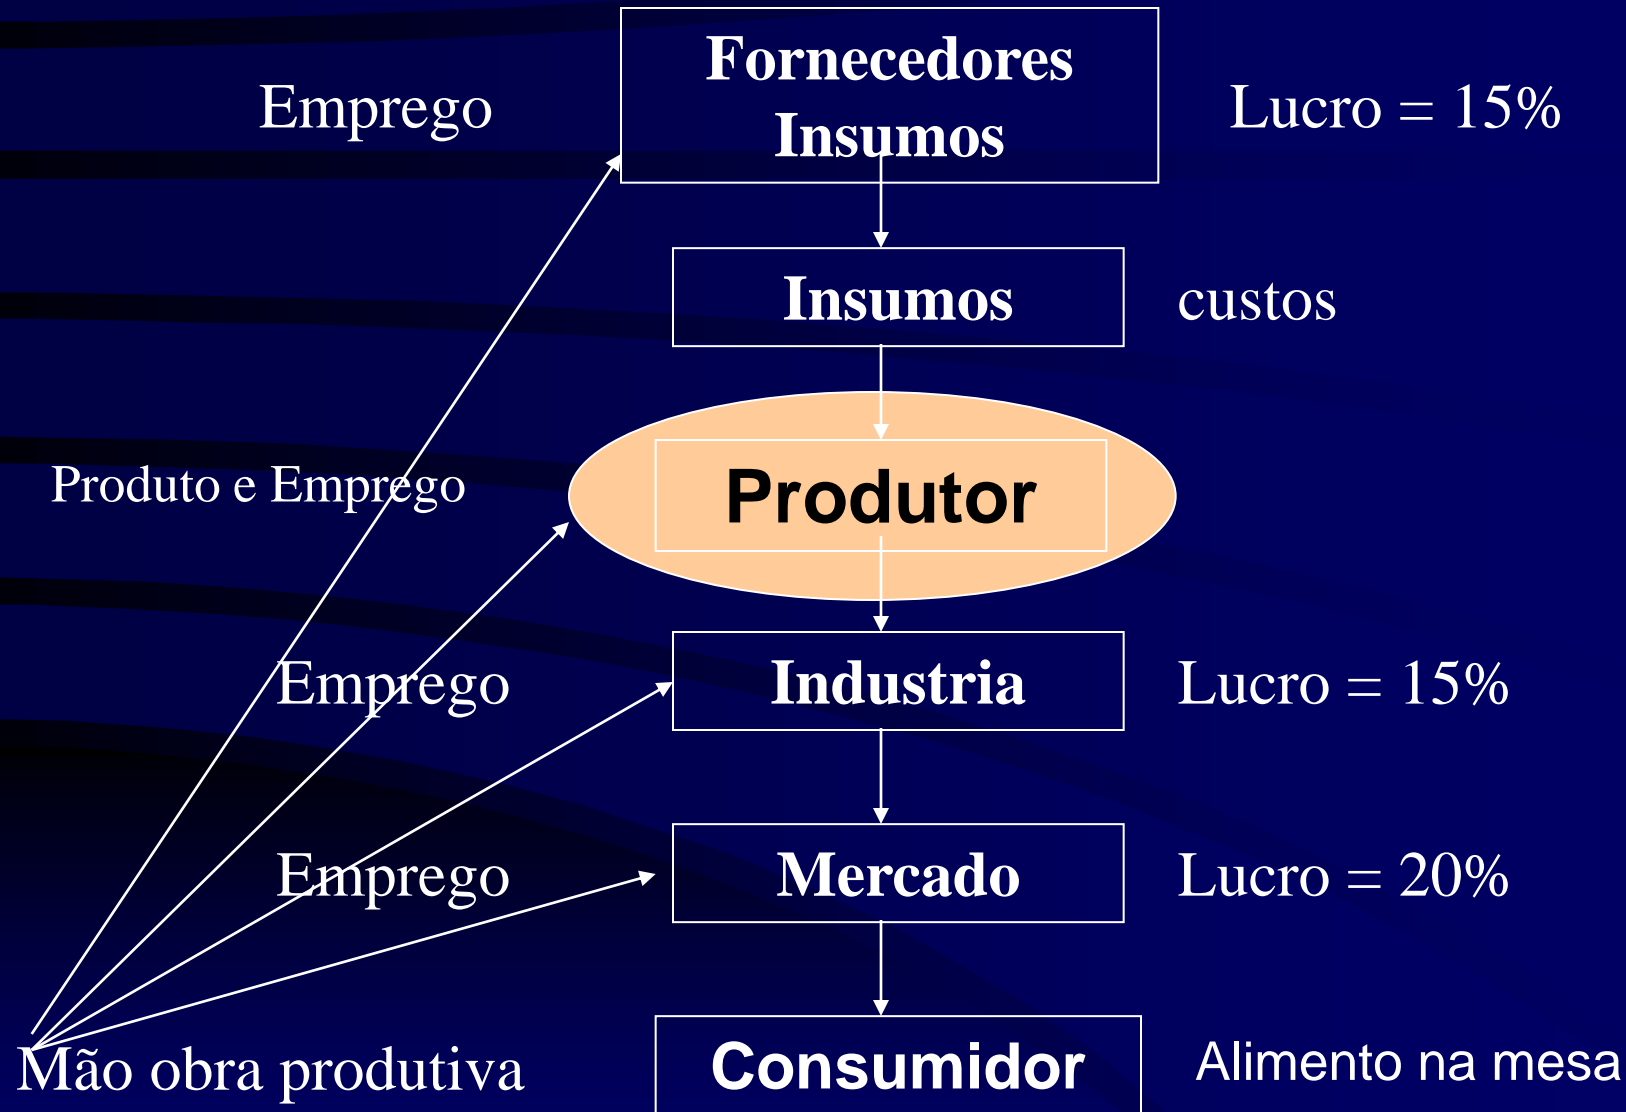 Fornecedores
Insumos
Emprego
Lucro = 15%
Insumos
custos
Produto e Emprego
Produtor
Emprego
Industria
Lucro = 15%
Emprego
Mercado
Lucro = 20%
Mão obra produtiva
Consumidor
Alimento na mesa